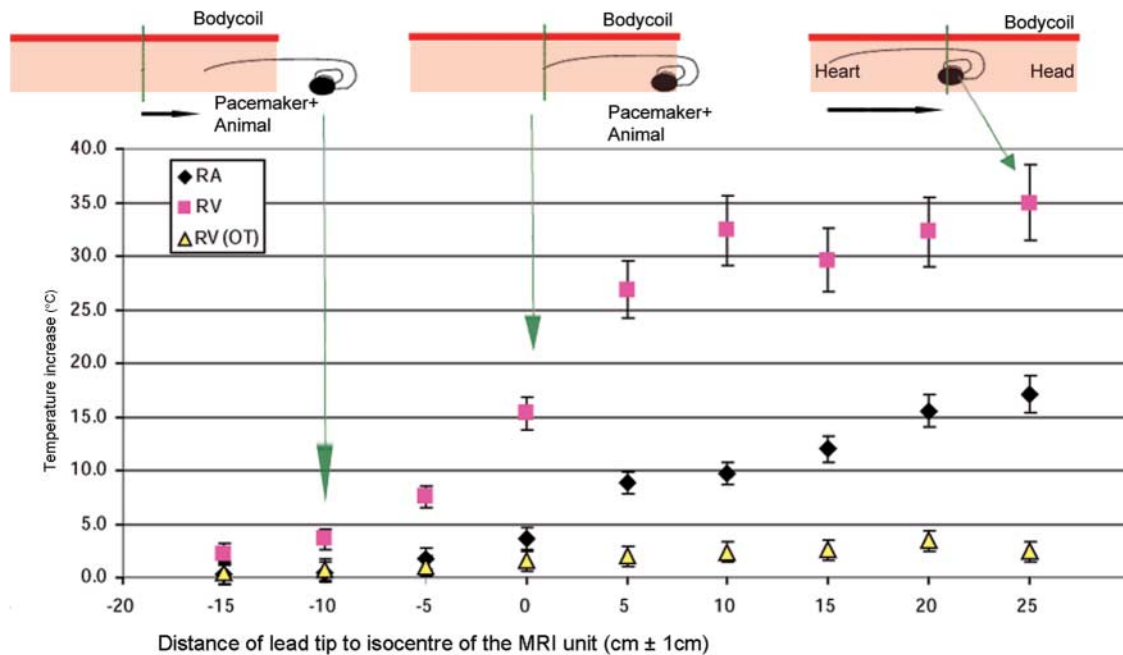 Bodycoil
Bodycoil
Bodycoil
Heart
Head
Pacemaker+
Animal
Pacemaker+
Animal
40.0
35.0
30.0
25.0
20.0
15.0
10.0
5.0
0.0
Temperature increase (°C)
RA
RV
RV (OT)
-20 -15 -10 -5 0 5 10 15 20 25
Distance of lead tip to isocentre of the MRI unit (cm ± 1cm)